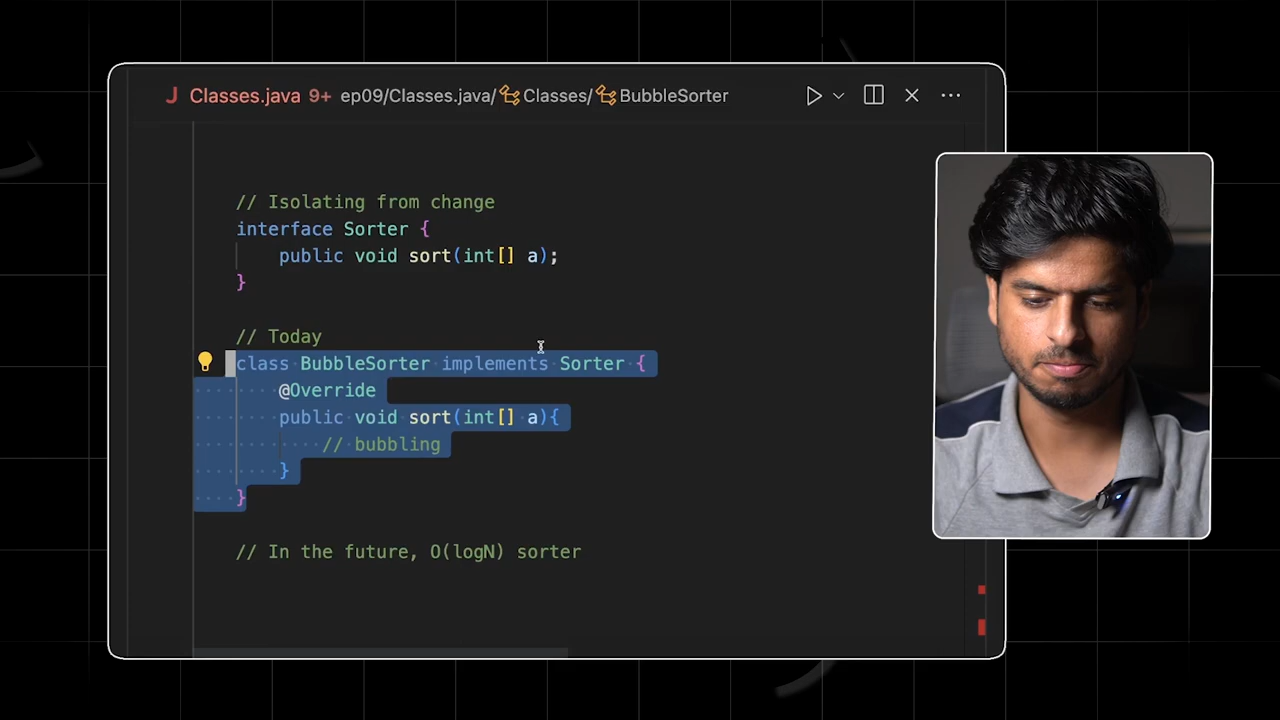 J Classes.java 9+ ep09/Classes.java/Classes/BubbleSorter
// Isolating from change
interface Sorter {
public void sort(int[] a);
}
// Today
class BubbleSorter implements Sorter {
@Override
public void sort(int[] a){
// bubbling
}
}
// In the future, O(logN) sorter